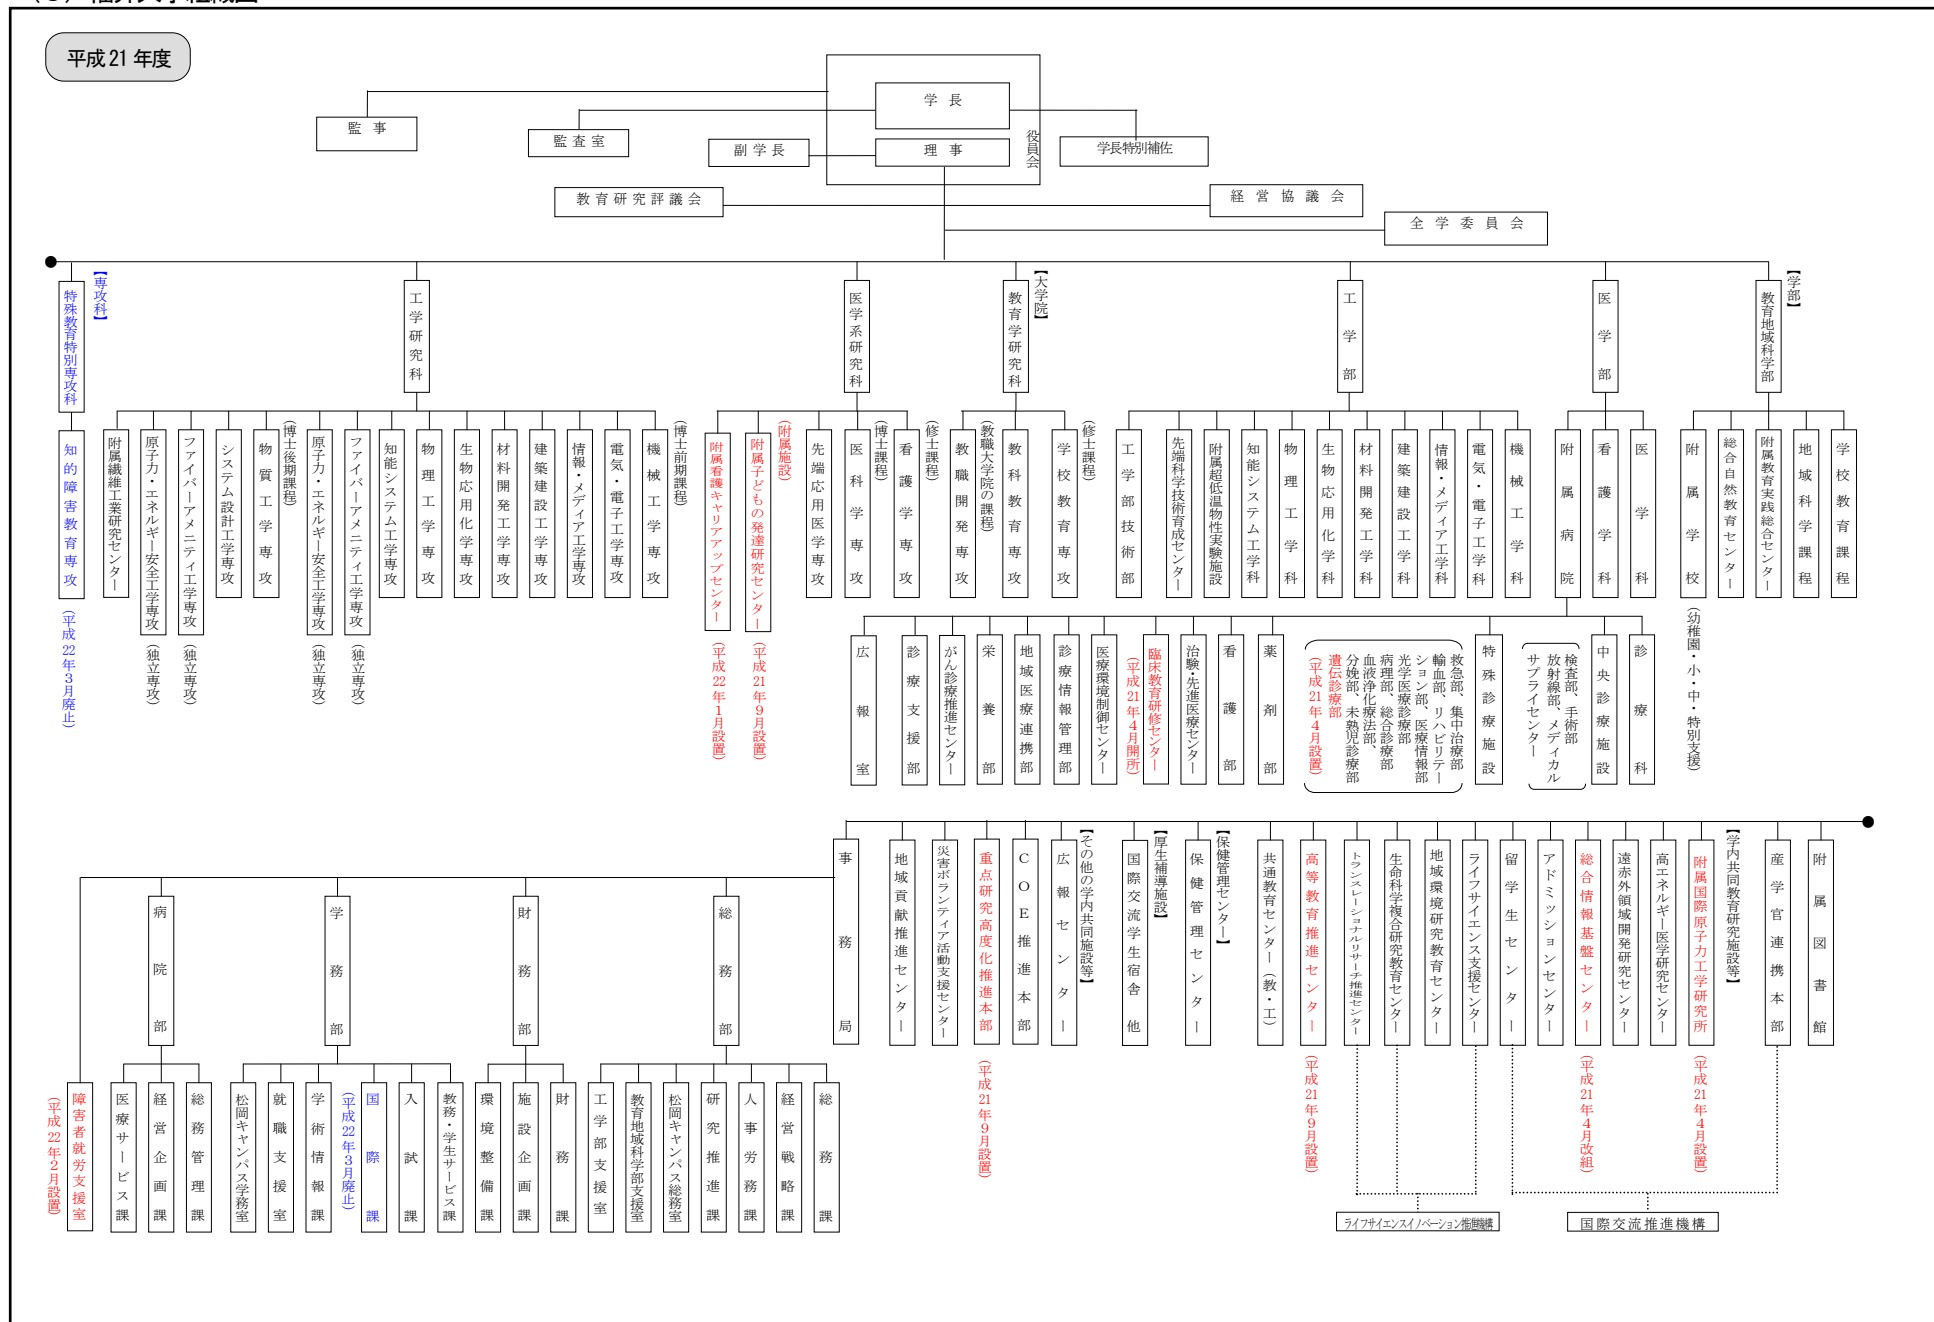 平成21年度
学長
監事
監査室
副学長
理事
役員会
学長特別補佐
教育研究評議会
経営協議会
全学委員会
【学部】
教育地域科学部
学校教育課程
地域科学課程
附属教育実践総合センター
総合自然教育センター
附属学校
(幼稚園・小・中・特別支援)
医学部
医学科
看護学科
附属病院
診療科
中央診療施設
検査部、手術部
放射線部、メディカル
サプライセンター
特殊診療施設
救急部、集中治療部
輸血部、リハビリテー
ション部、医療情報部
光学医療診療部
病理部、総合診療部
血液浄化療法部、
分娩部、未熟児診療部
遺伝診療部
(平成21年4月設置)
薬剤部
看護部
治験・先進医療センター
臨床教育研修センター
(平成21年4月開所)
医療環境制御センター
診療情報管理部
地域医療連携部
栄養部
がん診療推進センター
診療支援部
広報室
工学部
機械工学科
電気・電子工学科
情報・メディア工学科
建築建設工学科
材料開発工学科
生物応用化学科
物理工学科
知能システム工学科
附属超低温物性実験施設
先端科学技術育成センター
工学部技術部
【大学院】
教育学研究科
(修士課程)
学校教育専攻
教科教育専攻
(教職大学院の課程)
教職開発専攻
医学系研究科
(修士課程)
看護学専攻
(博士課程)
医科学専攻
先端応用医学専攻
(附属施設)
附属子どもの発達研究センター
(平成21年9月設置)
附属看護キャリアアップセンター
(平成22年1月設置)
工学研究科
(博士前期課程)
機械工学専攻
電気・電子工学専攻
情報・メディア工学専攻
建築建設工学専攻
材料開発工学専攻
生物応用化学専攻
物理工学専攻
知能システム工学専攻
ファイバーアメニティ工学専攻
(独立専攻)
原子力・エネルギー安全工学専攻
(独立専攻)
(博士後期課程)
物質工学専攻
システム設計工学専攻
ファイバーアメニティ工学専攻
(独立専攻)
原子力・エネルギー安全工学専攻
(独立専攻)
附属繊維工業研究センター
【専攻科】
特殊教育特別専攻科
知的障害教育専攻
(平成22年3月廃止)
附属図書館
産学官連携本部
【学内共同教育研究施設等】
附属国際原子力工学研究所
(平成21年4月設置)
高エネルギー医学研究センター
遠赤外領域開発研究センター
総合情報基盤センター
(平成21年4月改組)
アドミッションセンター
留学生センター
ライフサイエンス支援センター
地域環境研究教育センター
生命科学複合研究教育センター
トランスレーショナルリサーチ推進センター
高等教育推進センター
(平成21年9月設置)
共通教育センター(教・工)
【保健管理センター】
保健管理センター
【厚生補導施設】
国際交流学生宿舎他
【その他の学内共同施設等】
広報センター
COE推進本部
重点研究高度化推進本部
(平成21年9月設置)
災害ボランティア活動支援センター
地域貢献推進センター
事務局
総務部
総務課
経営戦略課
人事労務課
研究推進課
松岡キャンパス総務室
教育地域科学部支援室
工学部支援室
財務部
財務課
施設企画課
環境整備課
学務部
教務・学生サービス課
入試課
国際課
(平成22年3月廃止)
学術情報課
就職支援室
松岡キャンパス学務室
病院部
総務管理課
経営企画課
医療サービス課
障害者就労支援室
(平成22年2月設置)
ライフサイエンスイノベーション推進機構
国際交流推進機構